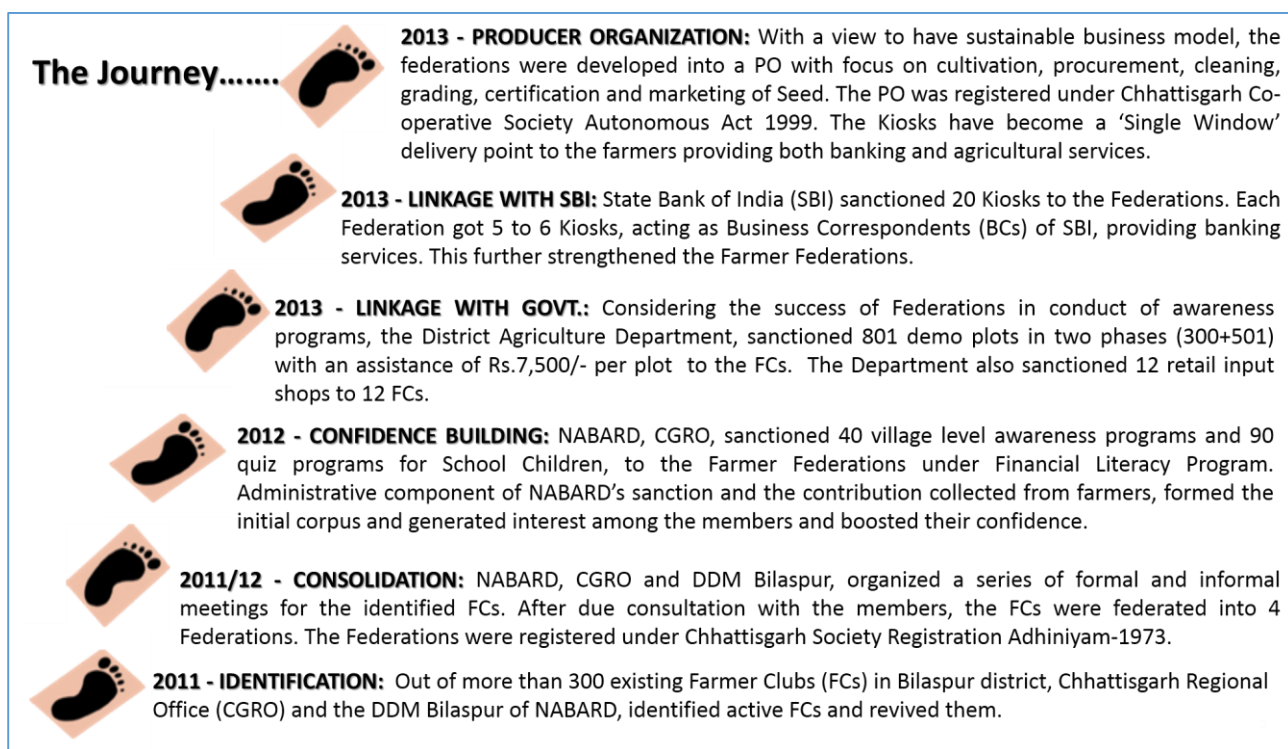 The Journey…….
2013 - PRODUCER ORGANIZATION: With a view to have sustainable business model, the
federations were developed into a PO with focus on cultivation, procurement, cleaning,
grading, certification and marketing of Seed. The PO was registered under Chhattisgarh Co-
operative Society Autonomous Act 1999. The Kiosks have become a ‘Single Window’
delivery point to the farmers providing both banking and agricultural services.
2013 - LINKAGE WITH SBI: State Bank of India (SBI) sanctioned 20 Kiosks to the Federations. Each
Federation got 5 to 6 Kiosks, acting as Business Correspondents (BCs) of SBI, providing banking
services. This further strengthened the Farmer Federations.
2013 - LINKAGE WITH GOVT.: Considering the success of Federations in conduct of awareness
programs, the District Agriculture Department, sanctioned 801 demo plots in two phases (300+501)
with an assistance of Rs.7,500/- per plot to the FCs. The Department also sanctioned 12 retail input
shops to 12 FCs.
2012 - CONFIDENCE BUILDING: NABARD, CGRO, sanctioned 40 village level awareness programs and 90
quiz programs for School Children, to the Farmer Federations under Financial Literacy Program.
Administrative component of NABARD’s sanction and the contribution collected from farmers, formed the
initial corpus and generated interest among the members and boosted their confidence.
2011/12 - CONSOLIDATION: NABARD, CGRO and DDM Bilaspur, organized a series of formal and informal
meetings for the identified FCs. After due consultation with the members, the FCs were federated into 4
Federations. The Federations were registered under Chhattisgarh Society Registration Adhiniyam-1973.
2011 - IDENTIFICATION: Out of more than 300 existing Farmer Clubs (FCs) in Bilaspur district, Chhattisgarh Regional
Office (CGRO) and the DDM Bilaspur of NABARD, identified active FCs and revived them.